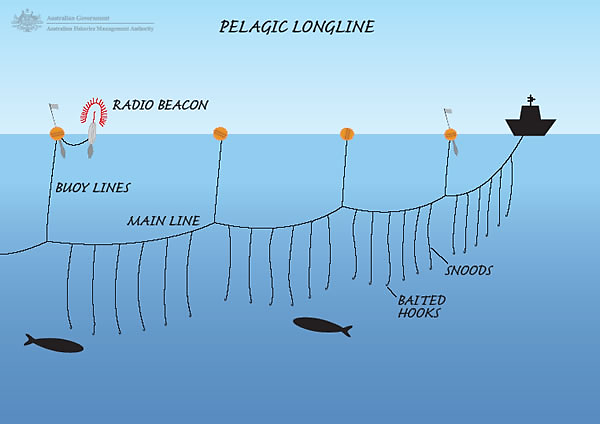 Australian Government
Australian Fisheries Management Authority
PELAGIC LONGLINE
RADIO BEACON
BUOY LINES
MAIN LINE
SNOODS
BAITED
HOOKS